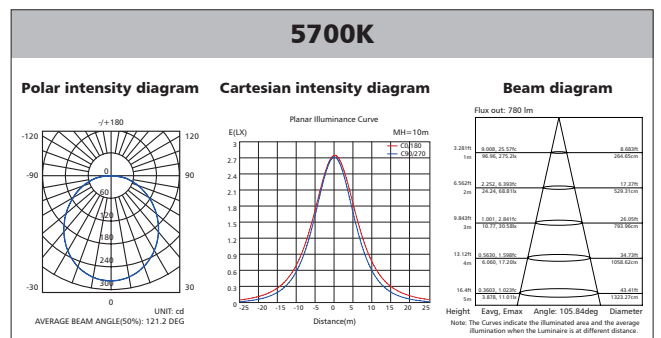 5700K
Polar intensity diagram
Cartesian intensity diagram
Beam diagram
-/+180
-120
120
-90
90
0
60
120
180
240
300
-30
30
0
UNIT: cd
AVERAGE BEAM ANGLE(50%): 121.2 DEG
Planar Illuminance Curve
E(LX)
MH=10m
C0/180
C90/270
3
2.7
2.4
2.1
1.8
1.5
1.2
0.9
0.6
0.3
0
-25 -20 -15 -10 -5 0 5 10 15 20 25
Distance(m)
Flux out: 780 lm
3.281ft 9.008, 25.57fc 8.683ft
1m 96.96, 275.2lx 264.65cm
6.562ft 2.252, 6.393fc 17.37ft
2m 24.24, 68.81lx 529.31cm
9.843ft 1.001, 2.841fc 26.05ft
3m 10.77, 30.58lx 793.96cm
13.12ft 0.5630, 1.598fc 34.73ft
4m 6.060, 17.20lx 1058.62cm
16.4ft 0.3603, 1.023fc 43.41ft
5m 3.878, 11.01lx 1323.27cm
Height Eavg, Emax Angle: 105.84deg Diameter
Note: The Curves indicate the illuminated area and the average
illumination when the Luminaire is at different distance.